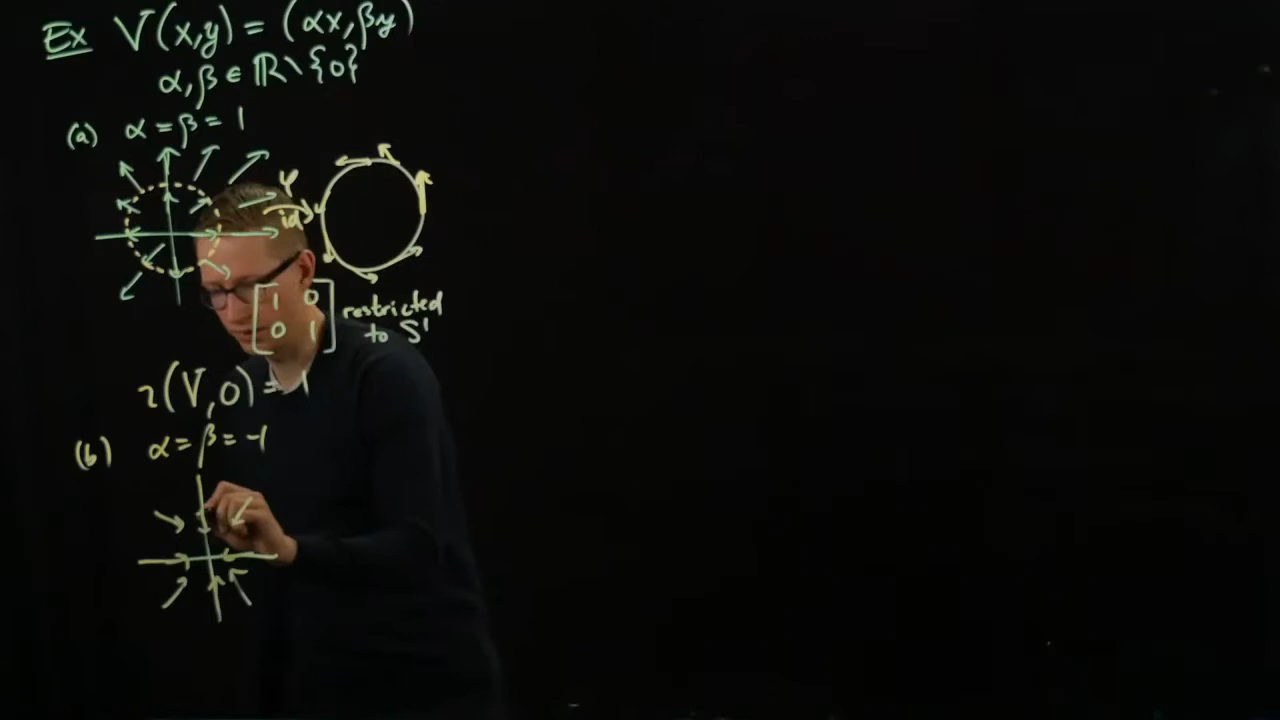 Ex V(x,y) = (αx, βy)
α, β ∈ ℝ \ {0}
(a) α = β = 1
φ
id
[1 0
0 1] restricted to S¹
ı(V, 0) = 1
(b) α = β = -1